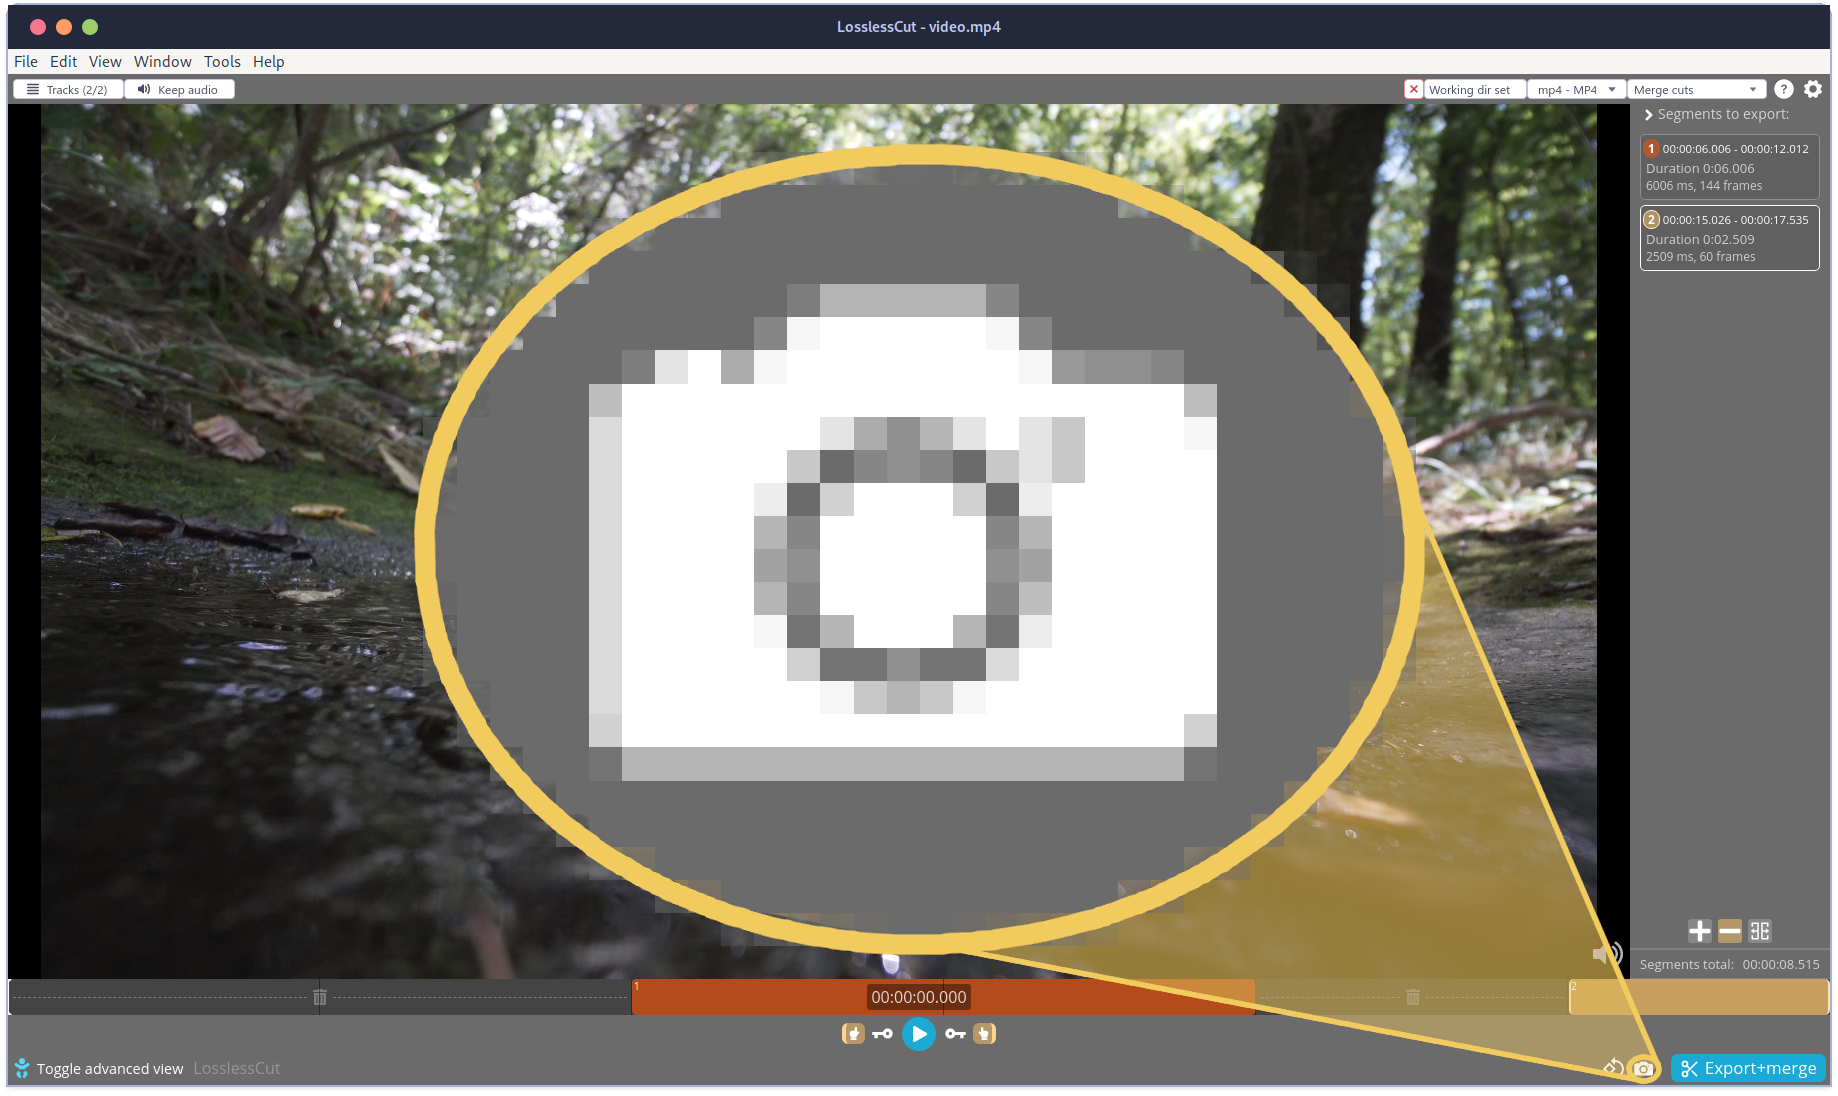 LosslessCut - video.mp4
File Edit View Window Tools Help
Tracks (2/2) Keep audio Working dir set mp4 - MP4 Merge cuts ?
Segments to export:
1 00:00:06.006 - 00:00:12.012
Duration 0:06.006
6006 ms, 144 frames
2 00:00:15.026 - 00:00:17.535
Duration 0:02.509
2509 ms, 60 frames
Segments total: 00:00:08.515
1 00:00:00.000 2
Toggle advanced view LosslessCut Export+merge